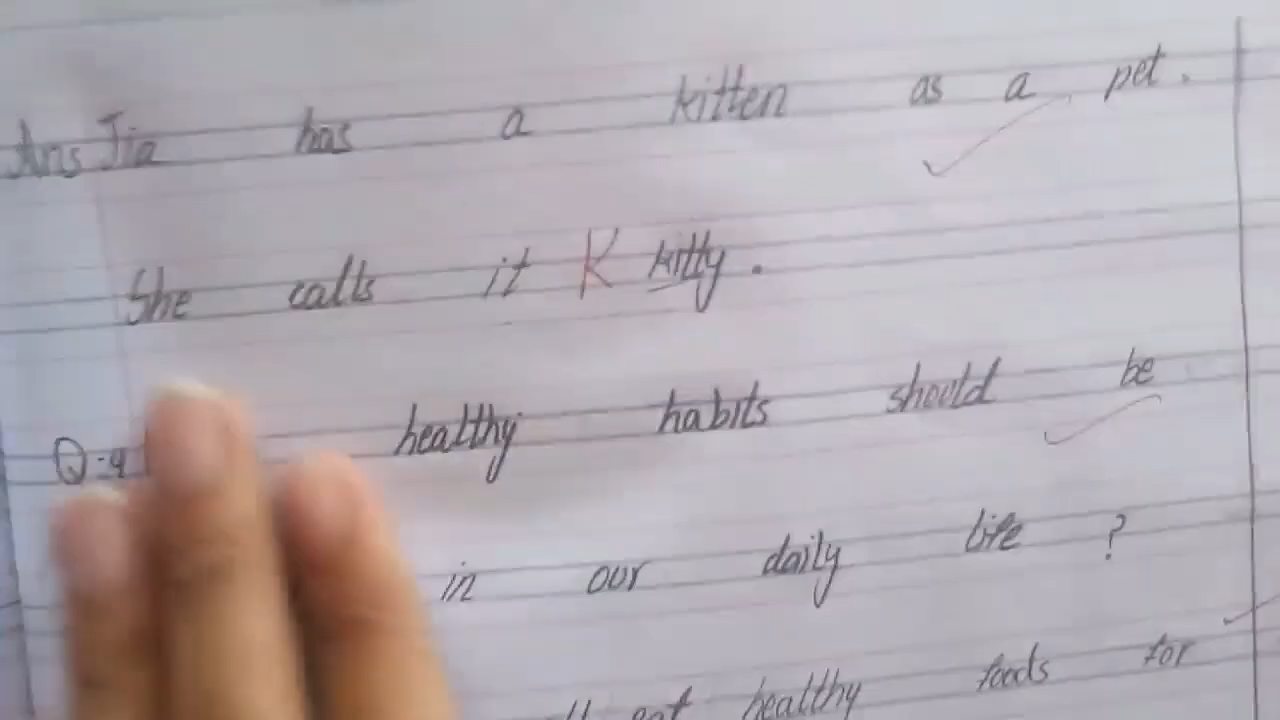 Ans Jia has a kitten as a pet.
She calls it K kitty.
Q:4 healthy habits should be
in our daily life ?
eat healthy foods for